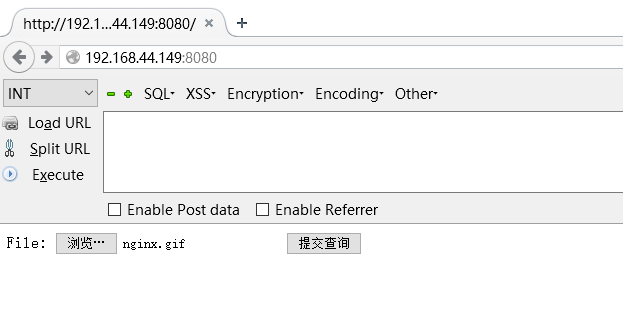 http://192.1...44.149:8080/
192.168.44.149:8080
INT SQL XSS Encryption Encoding Other
Load URL
Split URL
Execute
Enable Post data Enable Referrer
File: 浏览… nginx.gif 提交查询